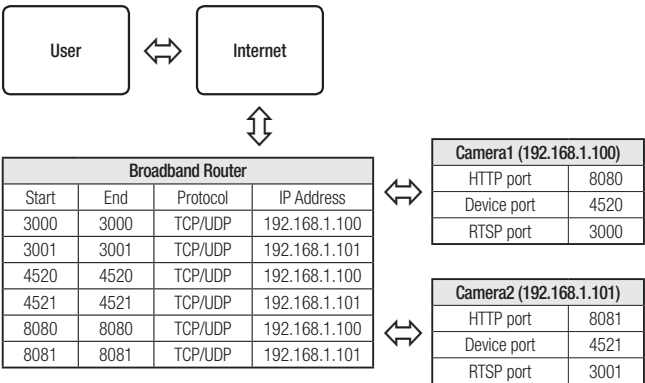 User
Internet
Broadband Router
Start End Protocol IP Address
3000 3000 TCP/UDP 192.168.1.100
3001 3001 TCP/UDP 192.168.1.101
4520 4520 TCP/UDP 192.168.1.100
4521 4521 TCP/UDP 192.168.1.101
8080 8080 TCP/UDP 192.168.1.100
8081 8081 TCP/UDP 192.168.1.101
Camera1 (192.168.1.100)
HTTP port 8080
Device port 4520
RTSP port 3000
Camera2 (192.168.1.101)
HTTP port 8081
Device port 4521
RTSP port 3001